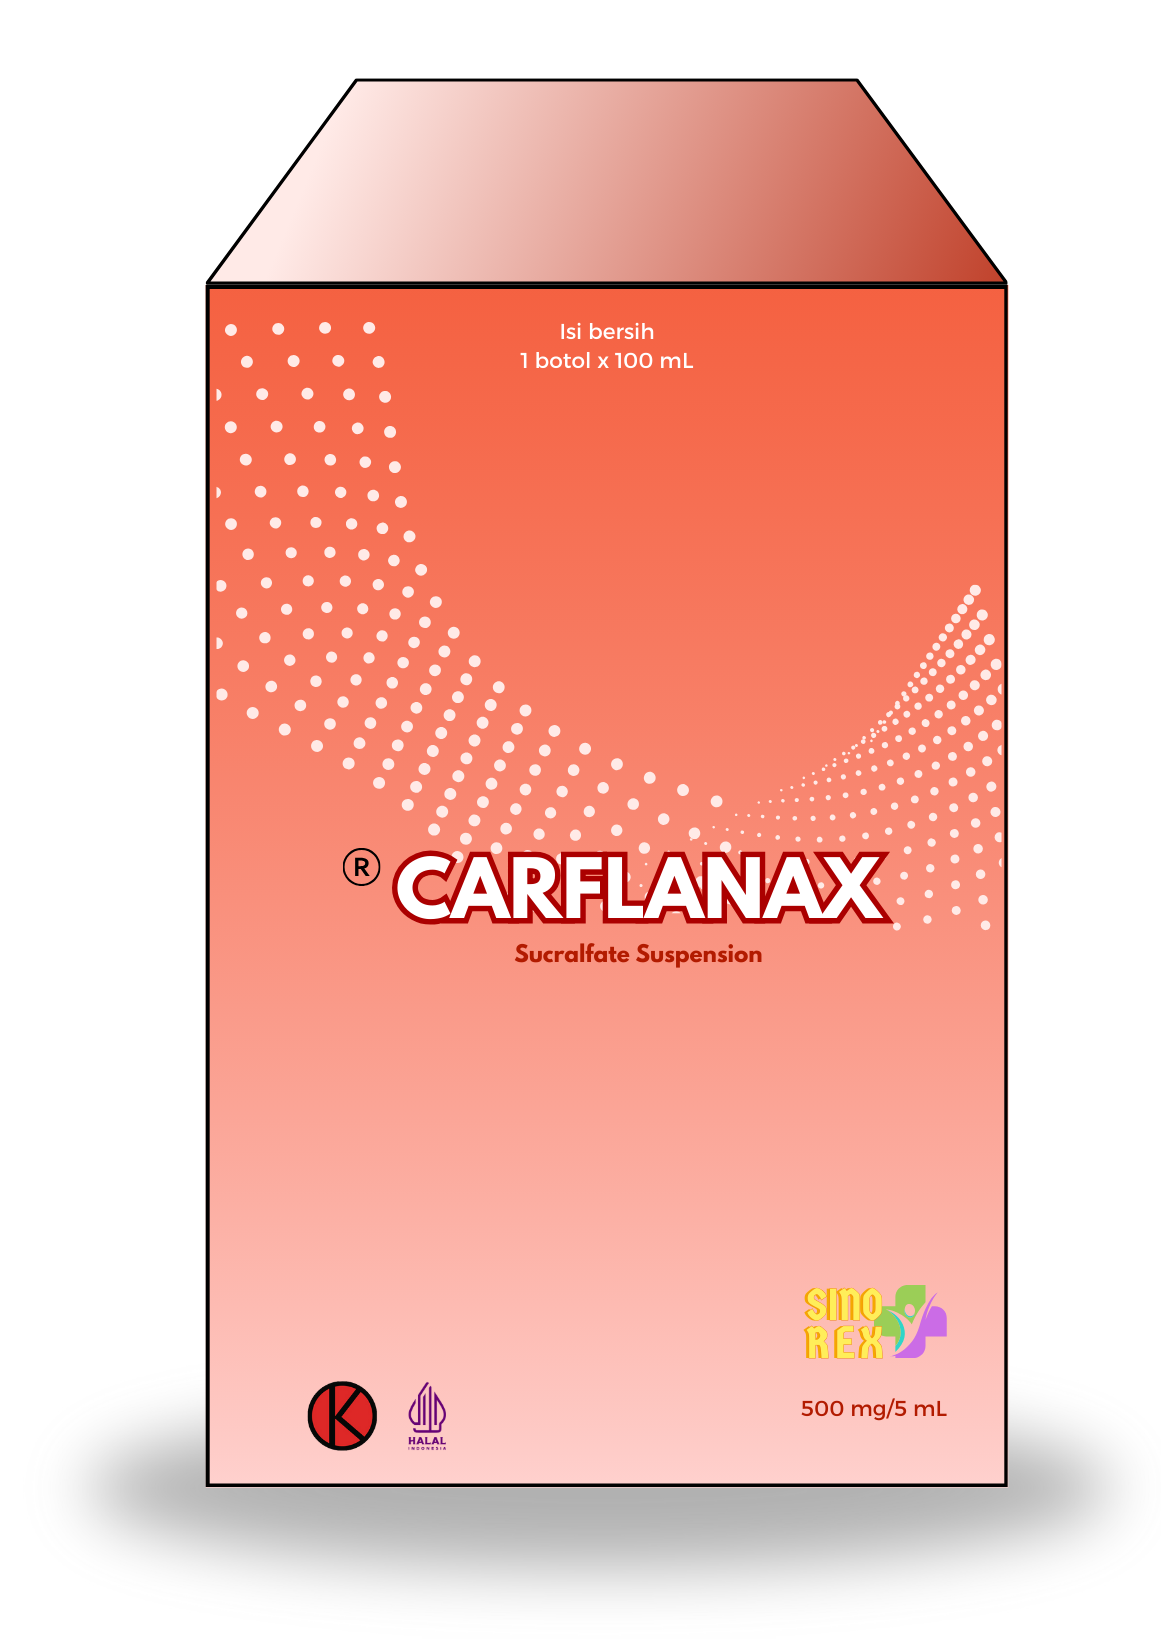 Isi bersih
1 botol x 100 mL
® CARFLANAX
Sucralfate Suspension
SINO
REX
500 mg/5 mL
K
HALAL
INDONESIA